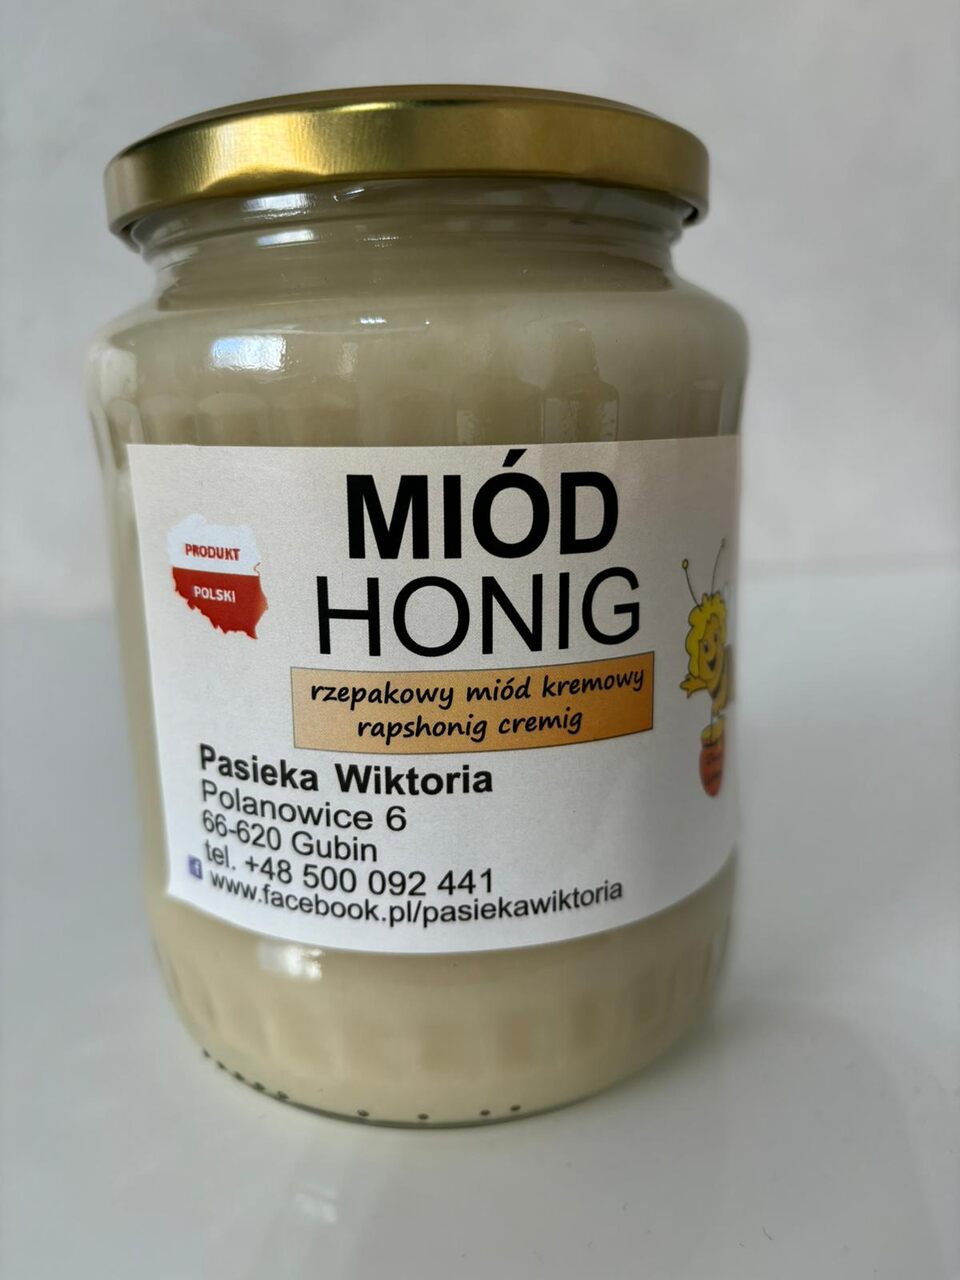 MIÓD
HONIG
PRODUKT
POLSKI
rzepakowy miód kremowy
rapshonig cremig
Pasieka Wiktoria
Polanowice 6
66-620 Gubin
tel. +48 500 092 441
f www.facebook.pl/pasiekawiktoria